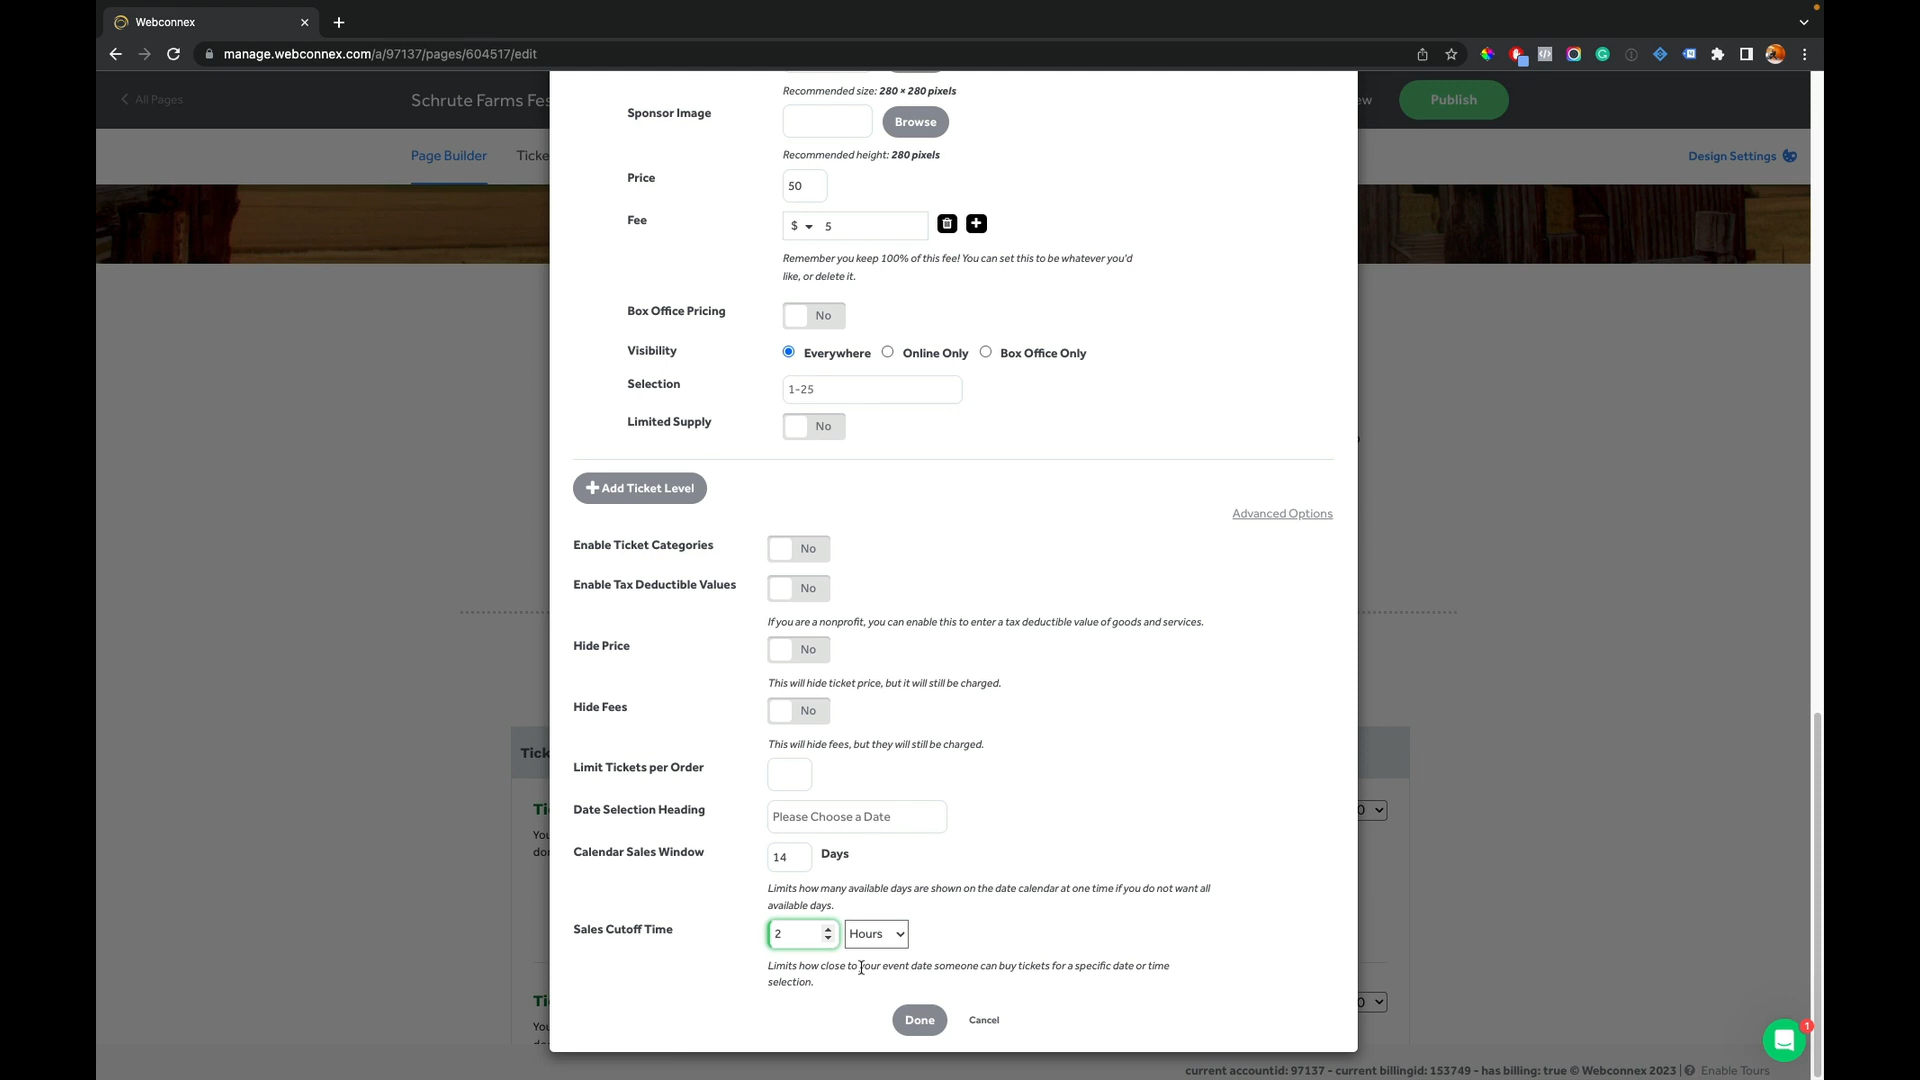 Webconnex
manage.webconnex.com/a/97137/pages/604517/edit
All Pages
Schrute Farms Fes
ew
Publish
Page Builder
Ticke
Design Settings
Recommended size: 280 × 280 pixels
Sponsor Image
Browse
Recommended height: 280 pixels
Price
50
Fee
$
5
Remember you keep 100% of this fee! You can set this to be whatever you'd
like, or delete it.
Box Office Pricing
No
Visibility
Everywhere
Online Only
Box Office Only
Selection
1-25
Limited Supply
No
Add Ticket Level
Advanced Options
Enable Ticket Categories
No
Enable Tax Deductible Values
No
If you are a nonprofit, you can enable this to enter a tax deductible value of goods and services.
Hide Price
No
This will hide ticket price, but it will still be charged.
Hide Fees
No
This will hide fees, but they will still be charged.
Tick
Limit Tickets per Order
Date Selection Heading
Please Choose a Date
Calendar Sales Window
14
Days
Limits how many available days are shown on the date calendar at one time if you do not want all
available days.
Sales Cutoff Time
2
Hours
Limits how close to your event date someone can buy tickets for a specific date or time
selection.
Ti
You
Done
Cancel
1
current accountid: 97137 - current billingid: 153749 - has billing: true © Webconnex 2023 |
Enable Tours